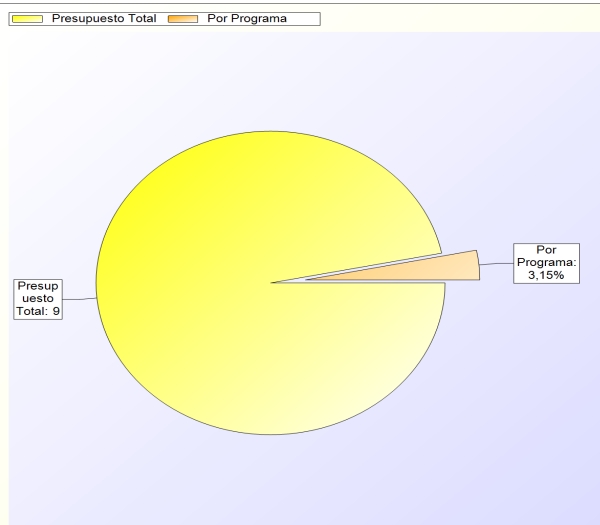 Presupuesto Total Por Programa
Por
Programa:
3,15%
Presup
uesto
Total: 9